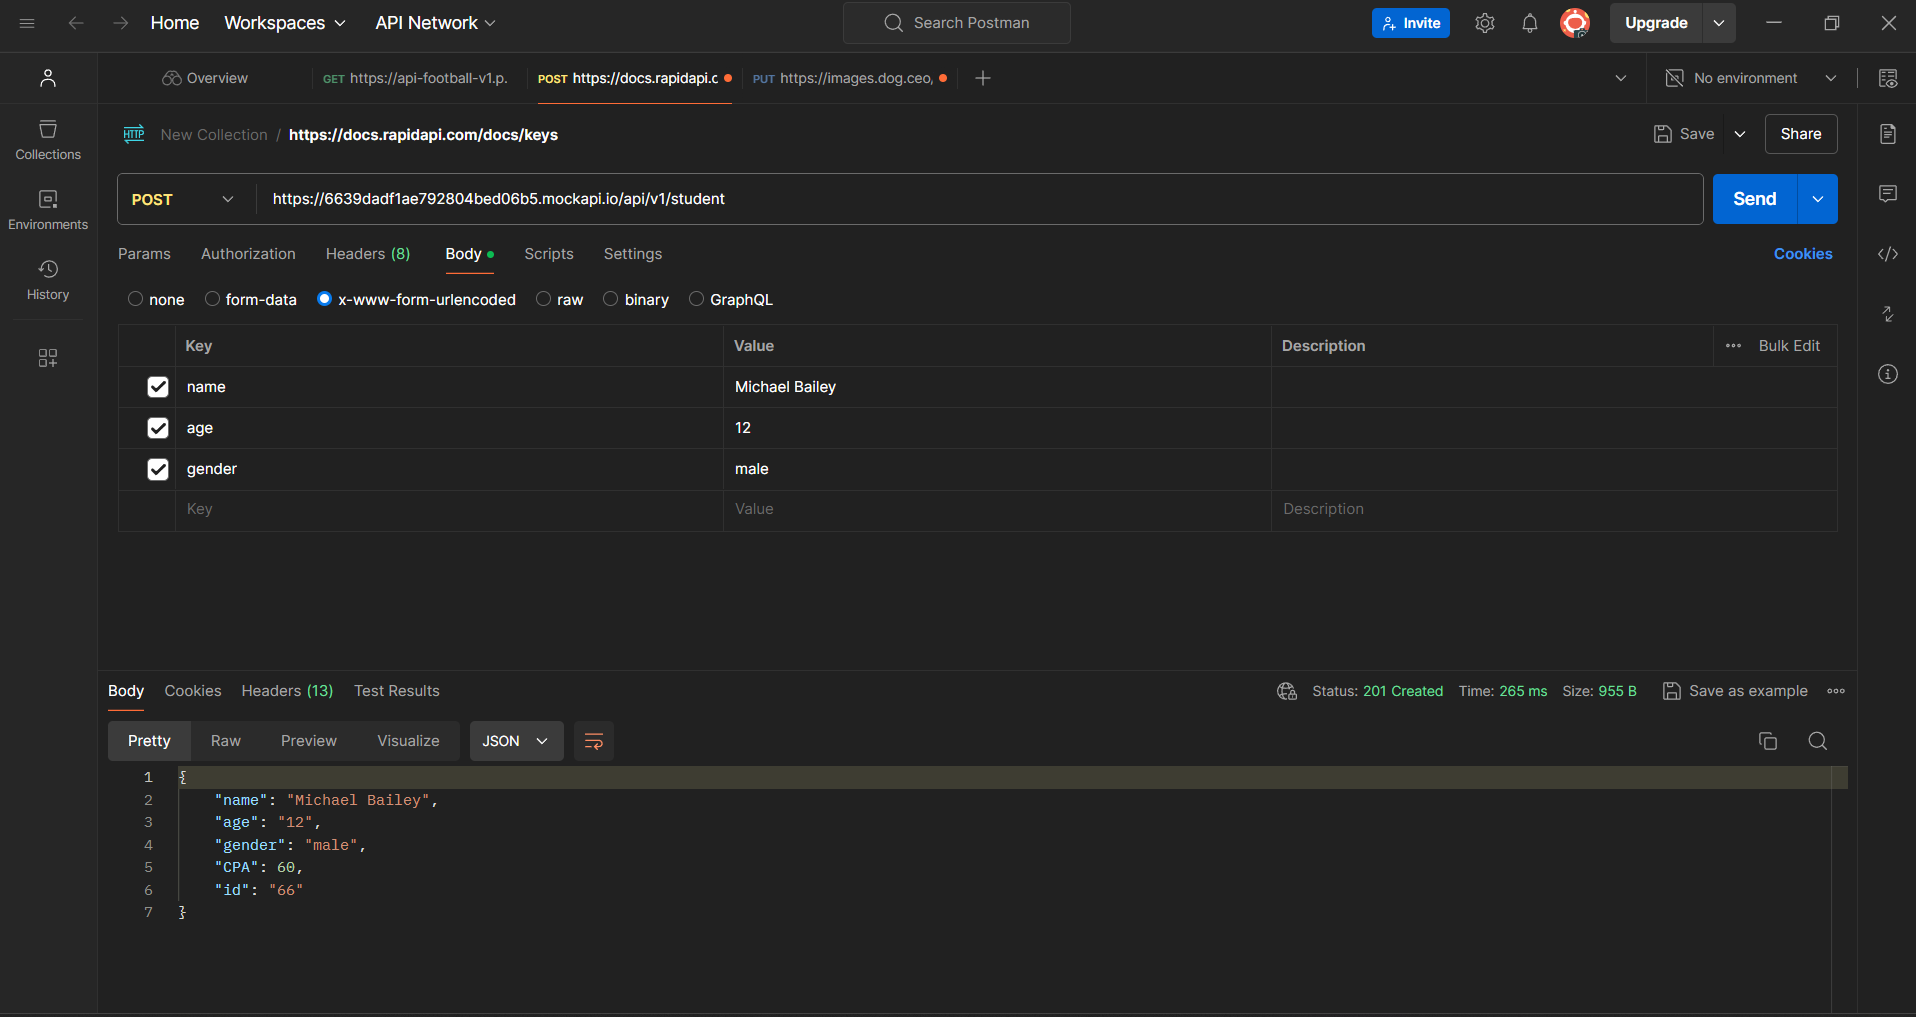 Home Workspaces API Network Search Postman Invite Upgrade
Overview GET https://api-football-v1.p. POST https://docs.rapidapi.c PUT https://images.dog.ceo, No environment
New Collection / https://docs.rapidapi.com/docs/keys Save Share
HTTP
Collections
Environments
History
POST https://6639dadf1ae792804bed06b5.mockapi.io/api/v1/student Send
Params Authorization Headers (8) Body Scripts Settings Cookies
none form-data x-www-form-urlencoded raw binary GraphQL
Key Value Description Bulk Edit
name Michael Bailey
age 12
gender male
Key Value Description
Body Cookies Headers (13) Test Results Status: 201 Created Time: 265 ms Size: 955 B Save as example
Pretty Raw Preview Visualize JSON
1 {
2 "name": "Michael Bailey",
3 "age": "12",
4 "gender": "male",
5 "CPA": 60,
6 "id": "66"
7 }